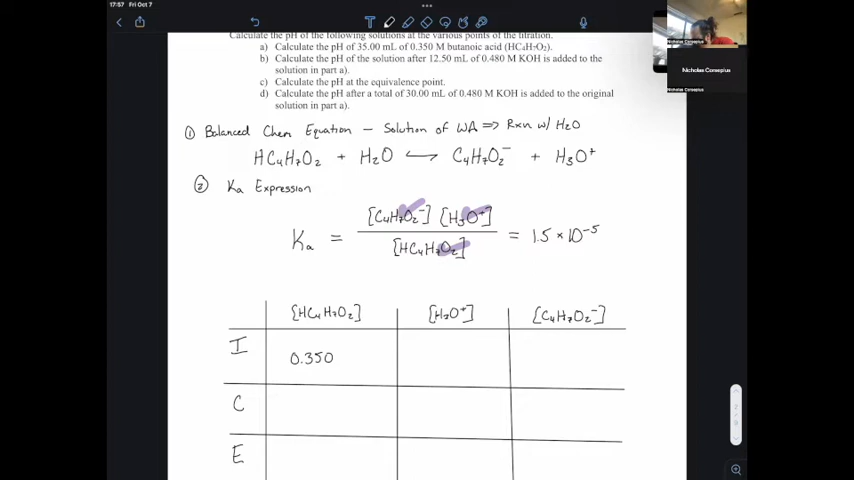 17:57 Fri Oct 7
Calculate the pH of the following solutions at the various points of the titration.
a) Calculate the pH of 35.00 mL of 0.350 M butanoic acid (HC₄H₇O₂).
b) Calculate the pH of the solution after 12.50 mL of 0.480 M KOH is added to the
solution in part a).
c) Calculate the pH at the equivalence point.
d) Calculate the pH after a total of 30.00 mL of 0.480 M KOH is added to the original
solution in part a).
① Balanced Chem Equation – Solution of WA ⇒ Rxn w/ H₂O
HC₄H₇O₂ + H₂O ⟷ C₄H₇O₂⁻ + H₃O⁺
② Ka Expression
Ka = [C₄H₇O₂⁻] [H₃O⁺] / [HC₄H₇O₂] = 1.5 × 10⁻⁵
[HC₄H₇O₂] [H₃O⁺] [C₄H₇O₂⁻]
I 0.350
C
E
Nicholas Consepius
Nicholas Consepius
Nicholas Consepius